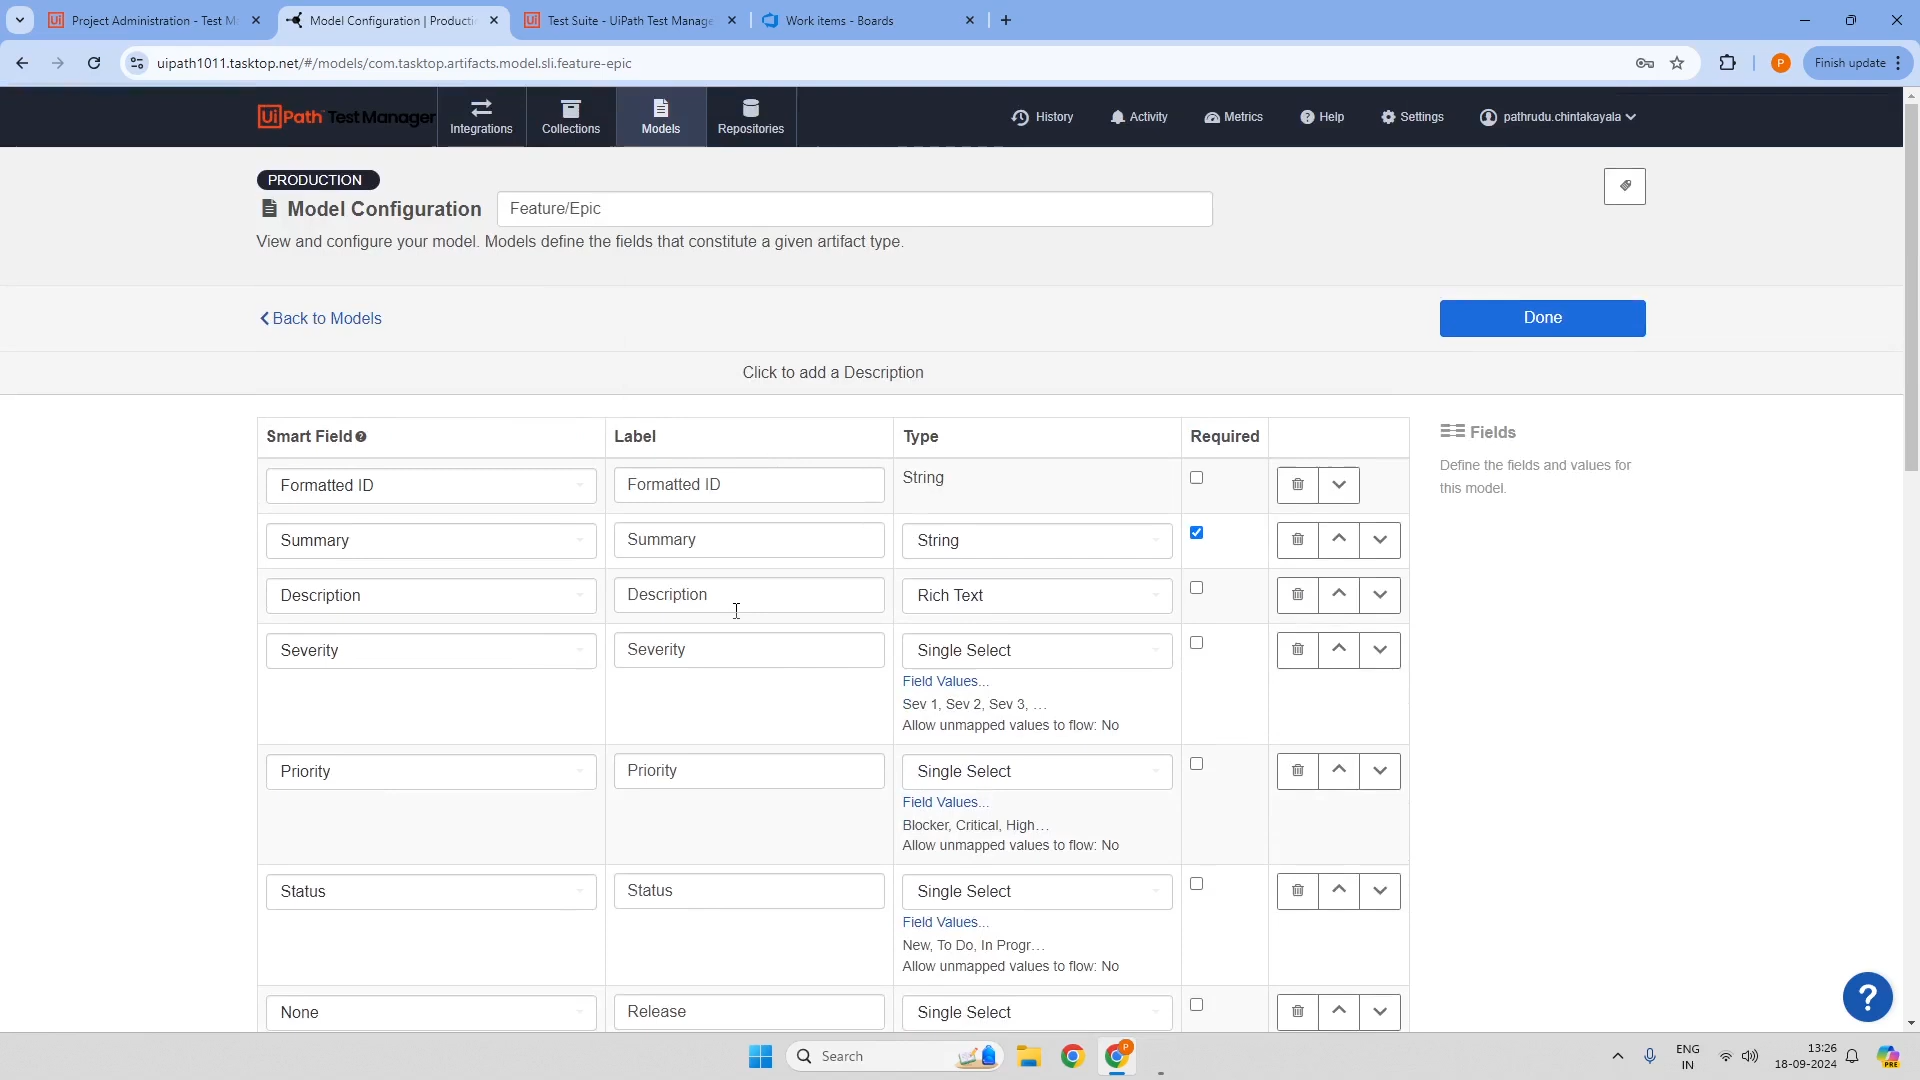 Project Administration - Test M
Model Configuration | Producti
Test Suite - UiPath Test Manage
Work items - Boards
uipath1011.tasktop.net/#/models/com.tasktop.artifacts.model.sli.feature-epic
P
Finish update
UiPath Test Manager
Integrations
Collections
Models
Repositories
History
Activity
Metrics
Help
Settings
pathrudu.chintakayala
PRODUCTION
Model Configuration
Feature/Epic
View and configure your model. Models define the fields that constitute a given artifact type.
Back to Models
Done
Click to add a Description
Smart Field
Label
Type
Required
Fields
Define the fields and values for
this model.
Formatted ID
Formatted ID
String
Summary
Summary
String
Description
Description
Rich Text
Severity
Severity
Single Select
Field Values...
Sev 1, Sev 2, Sev 3, ...
Allow unmapped values to flow: No
Priority
Priority
Single Select
Field Values...
Blocker, Critical, High...
Allow unmapped values to flow: No
Status
Status
Single Select
Field Values...
New, To Do, In Progr...
Allow unmapped values to flow: No
None
Release
Single Select
?
Search
P
ENG
IN
13:26
18-09-2024
PRE